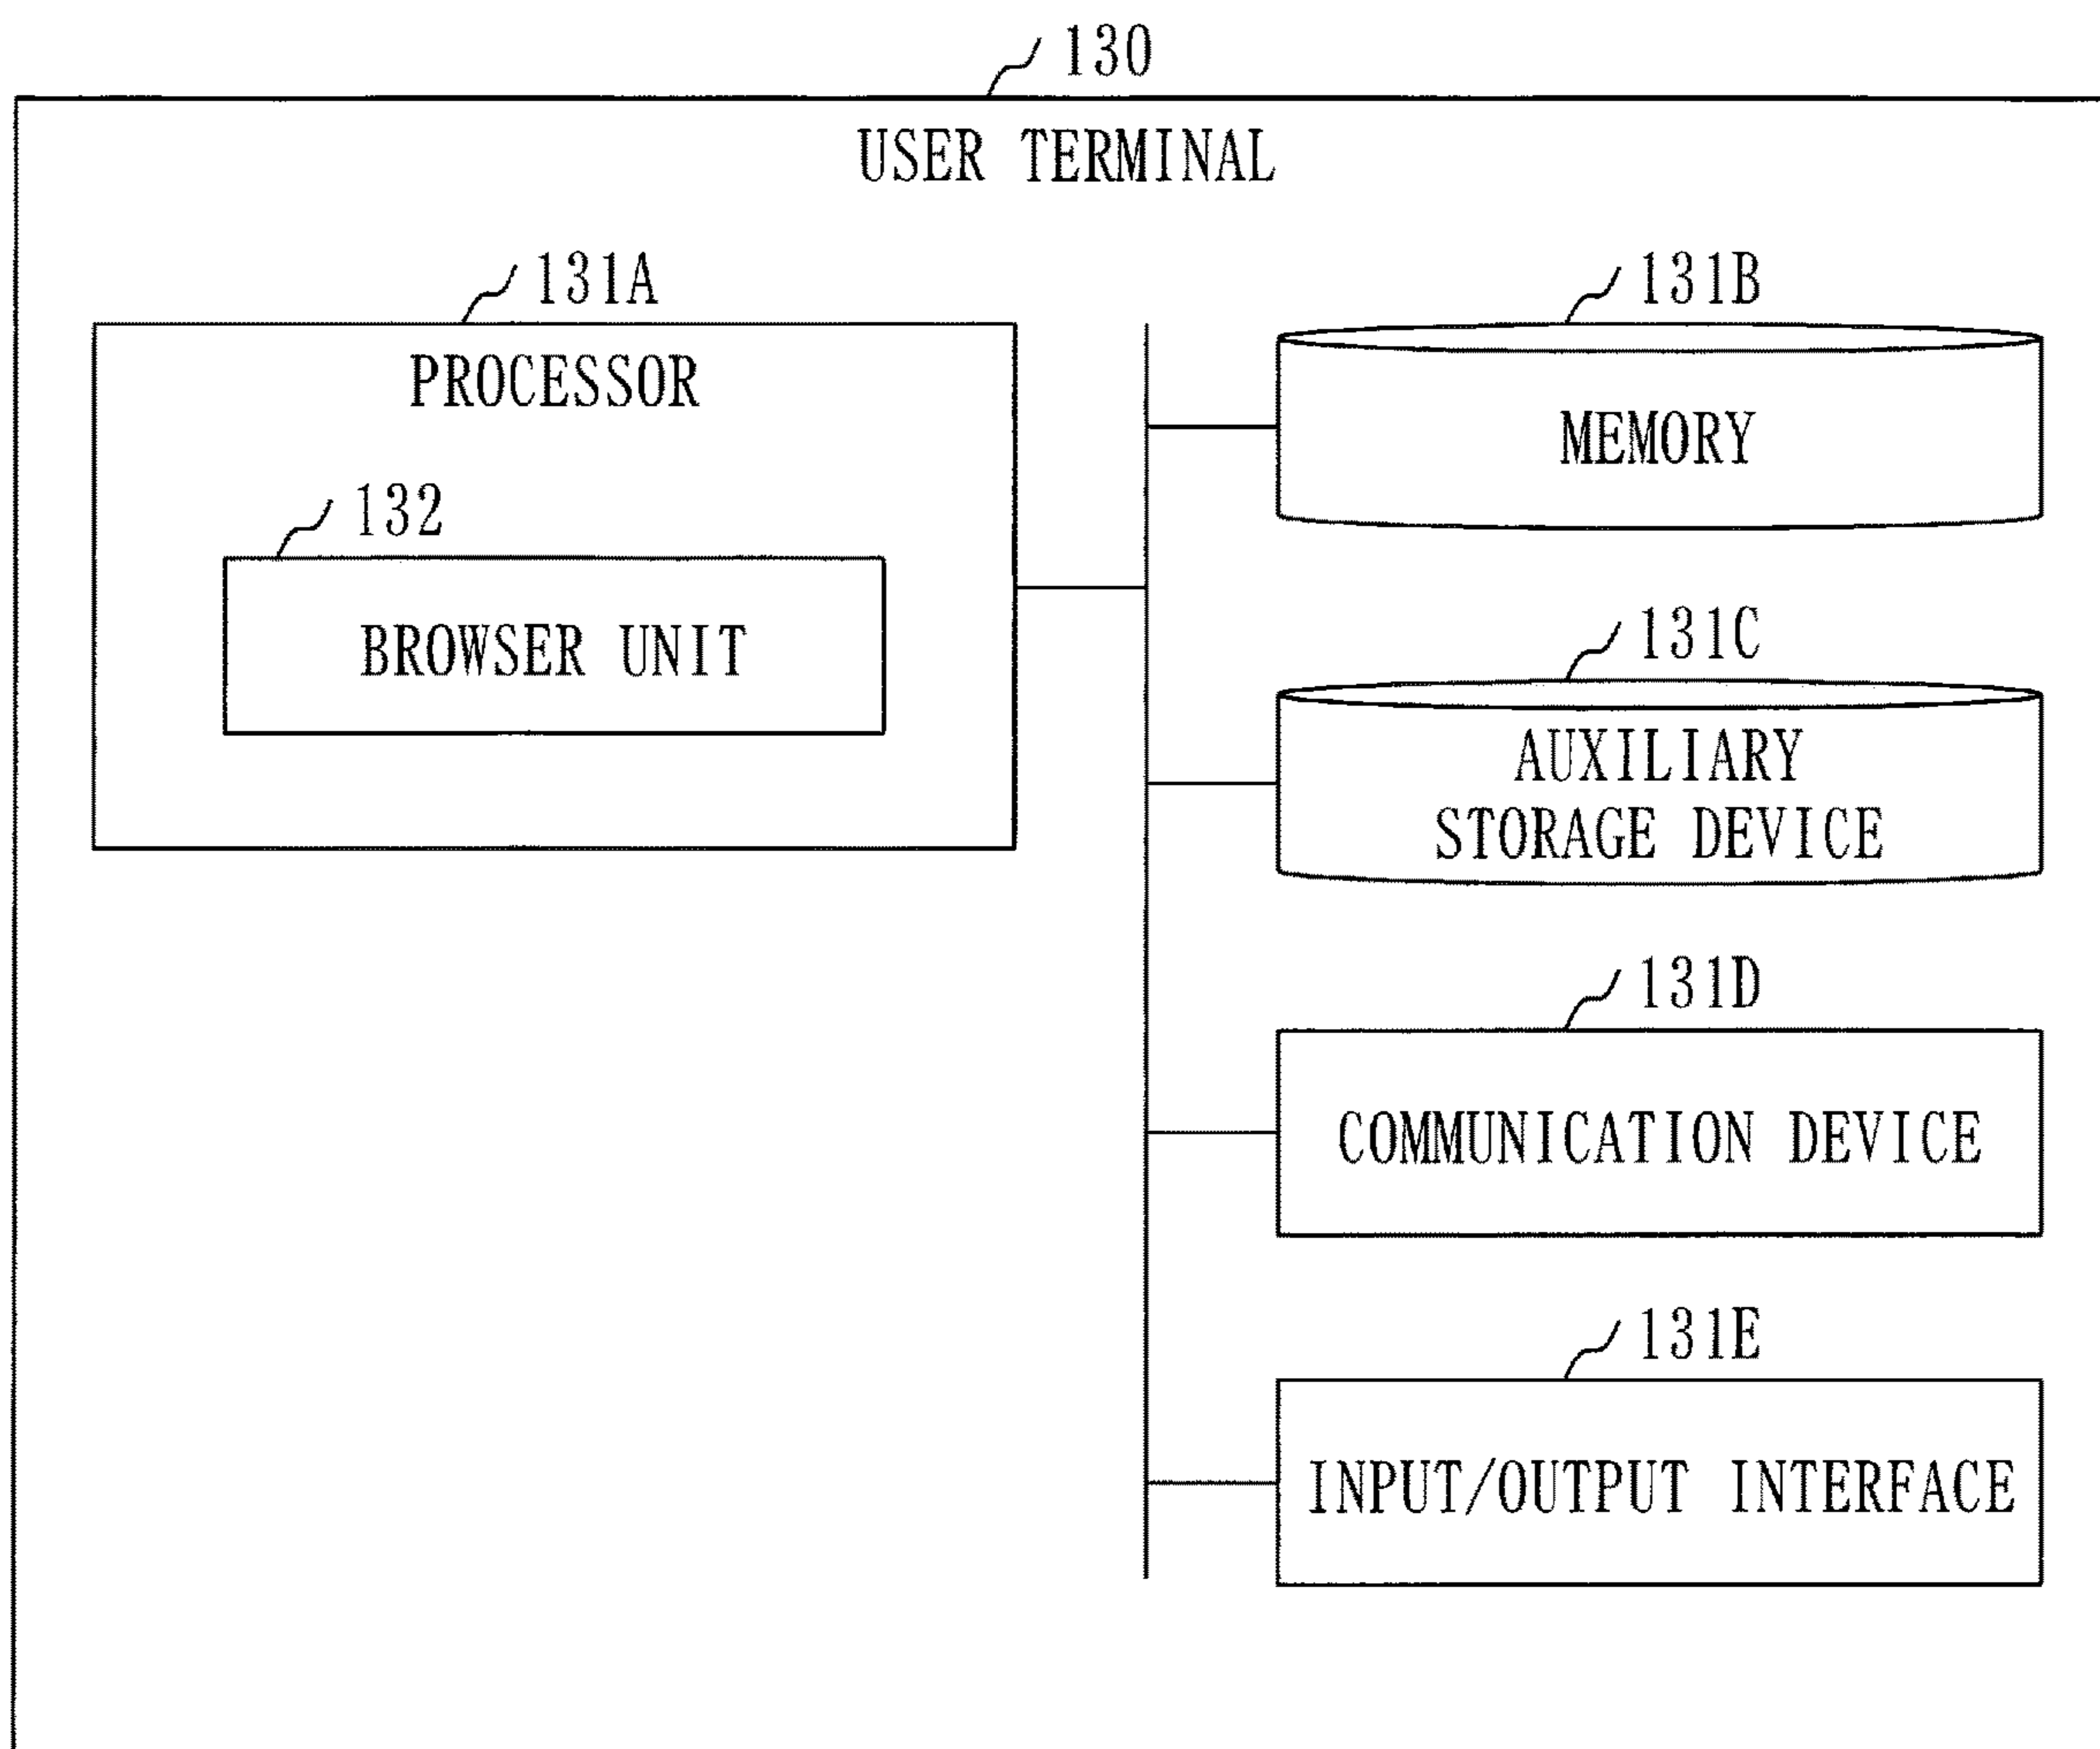 130
USER TERMINAL
131A
PROCESSOR
132
BROWSER UNIT
131B
MEMORY
131C
AUXILIARY
STORAGE DEVICE
131D
COMMUNICATION DEVICE
131E
INPUT/OUTPUT INTERFACE